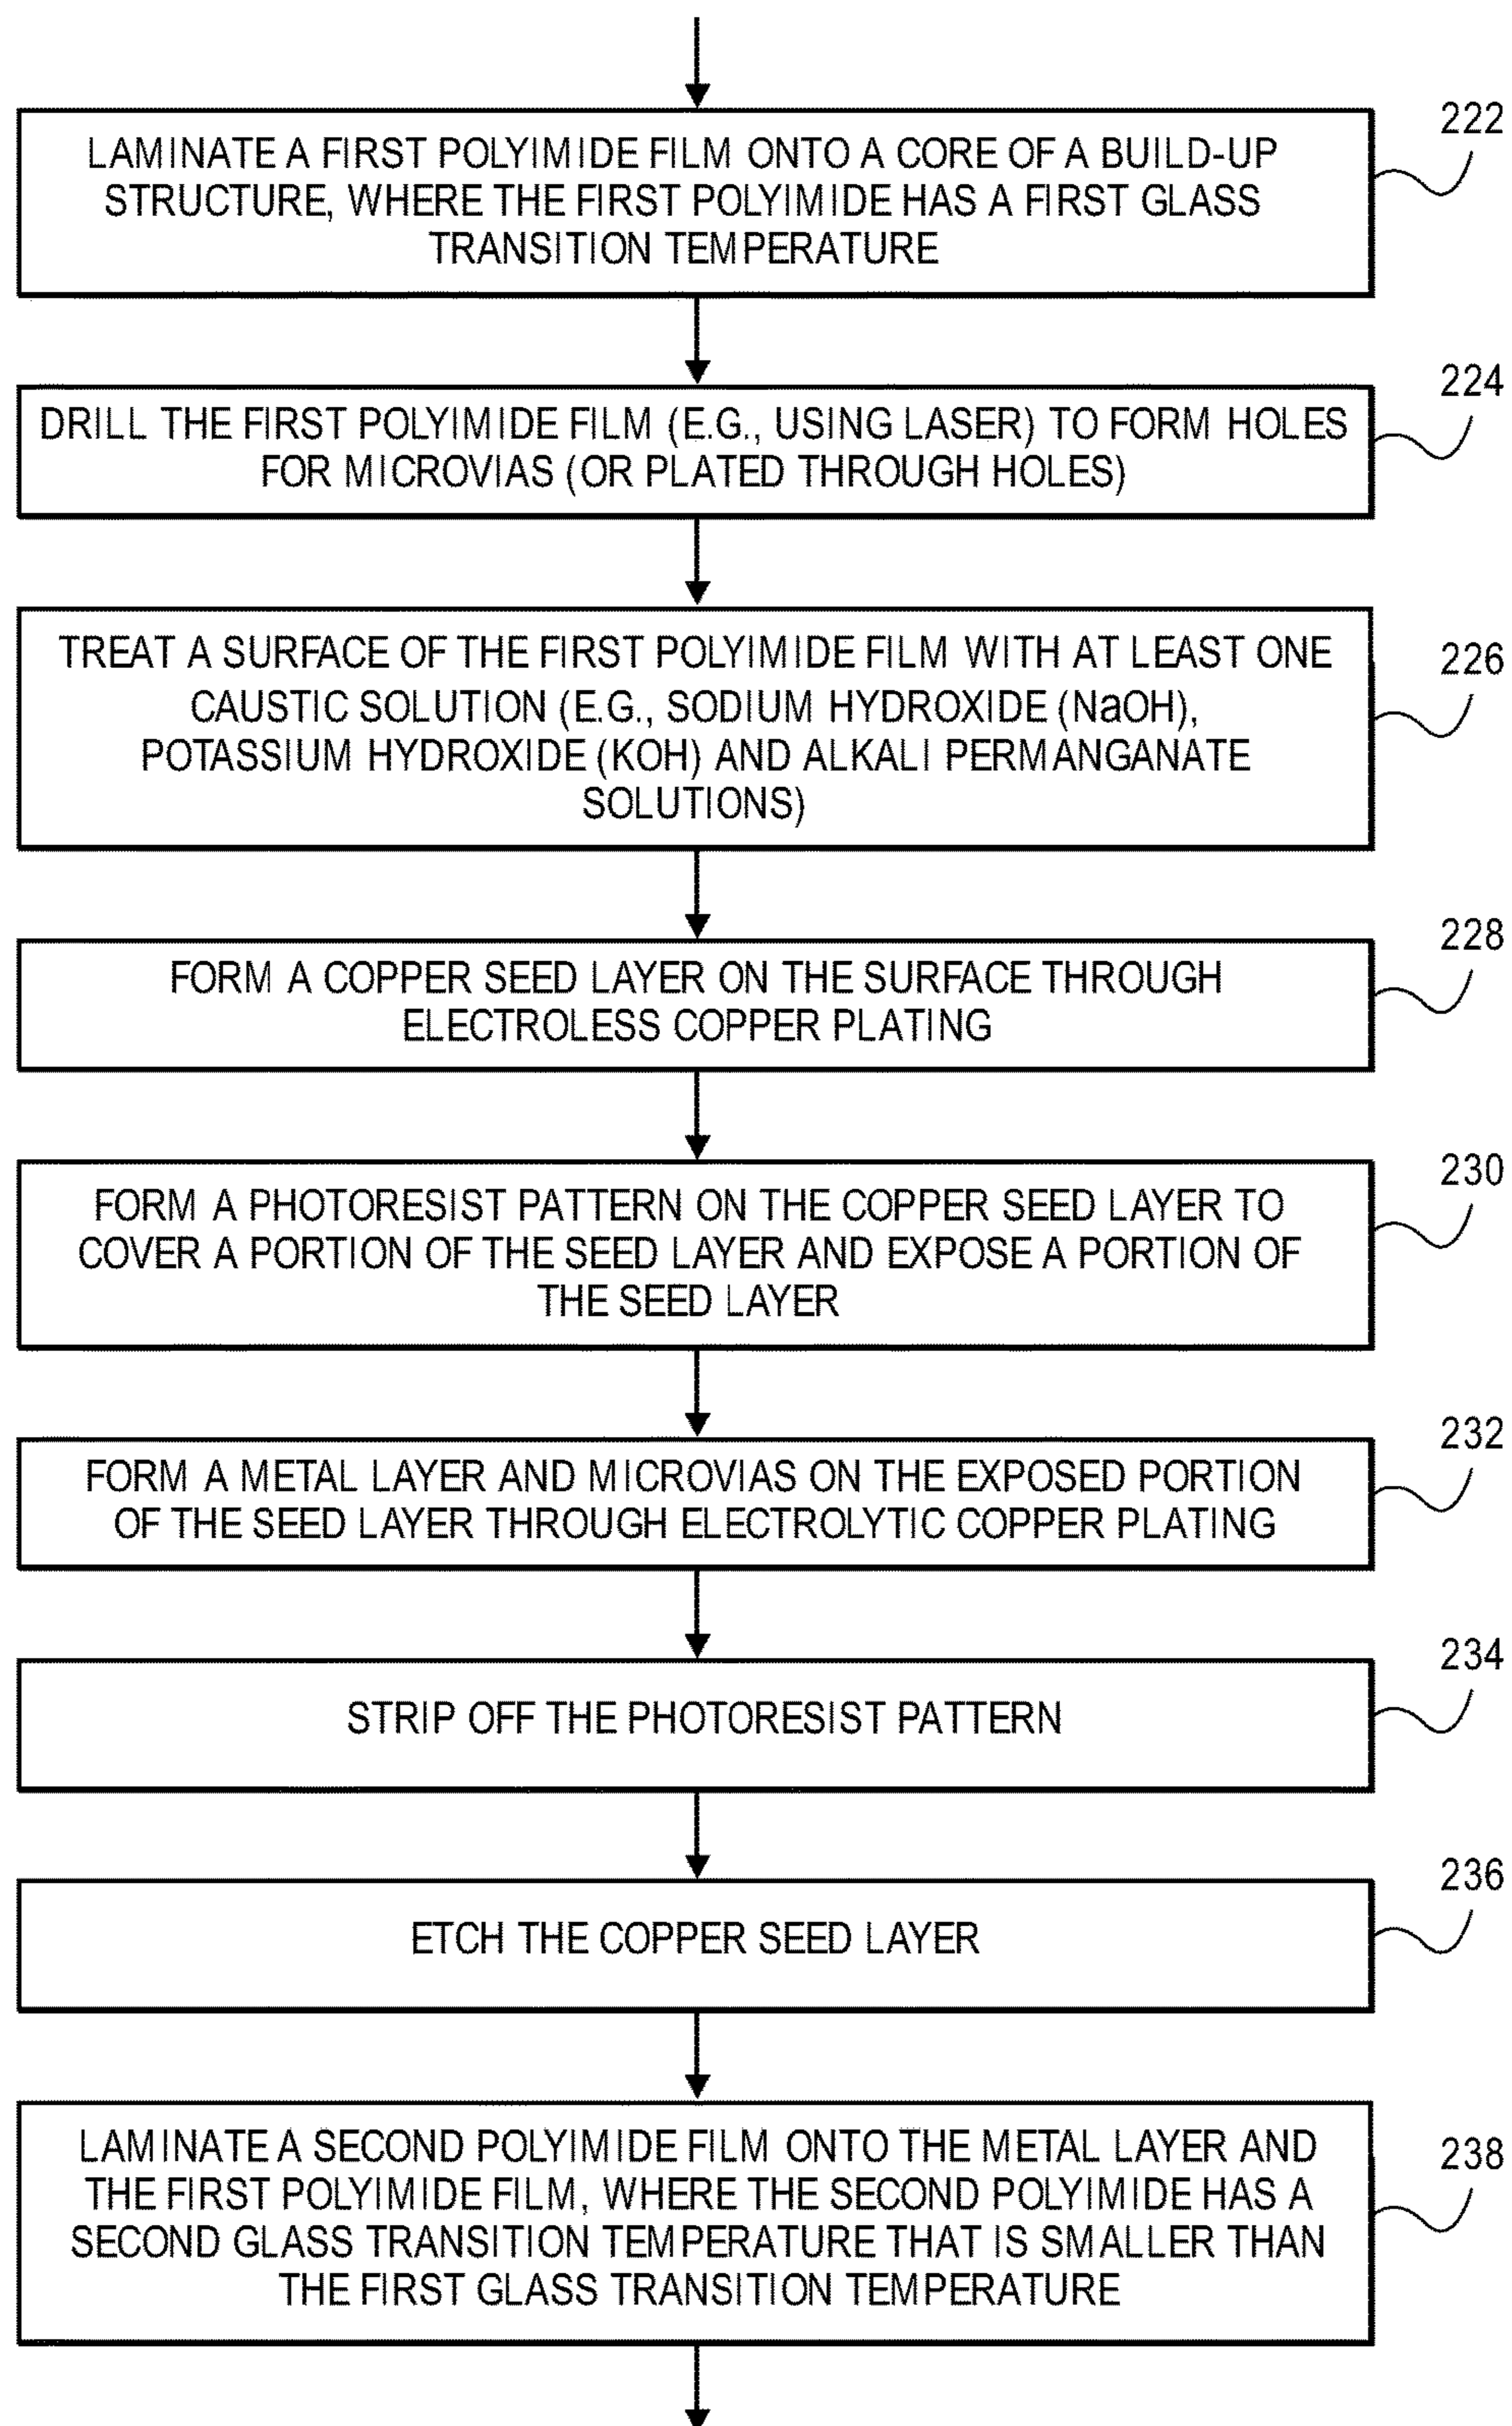 222
LAMINATE A FIRST POLYIMIDE FILM ONTO A CORE OF A BUILD-UP
STRUCTURE, WHERE THE FIRST POLYIMIDE HAS A FIRST GLASS
TRANSITION TEMPERATURE
224
DRILL THE FIRST POLYIMIDE FILM (E.G., USING LASER) TO FORM HOLES
FOR MICROVIAS (OR PLATED THROUGH HOLES)
226
TREAT A SURFACE OF THE FIRST POLYIMIDE FILM WITH AT LEAST ONE
CAUSTIC SOLUTION (E.G., SODIUM HYDROXIDE (NaOH),
POTASSIUM HYDROXIDE (KOH) AND ALKALI PERMANGANATE
SOLUTIONS)
228
FORM A COPPER SEED LAYER ON THE SURFACE THROUGH
ELECTROLESS COPPER PLATING
230
FORM A PHOTORESIST PATTERN ON THE COPPER SEED LAYER TO
COVER A PORTION OF THE SEED LAYER AND EXPOSE A PORTION OF
THE SEED LAYER
232
FORM A METAL LAYER AND MICROVIAS ON THE EXPOSED PORTION
OF THE SEED LAYER THROUGH ELECTROLYTIC COPPER PLATING
234
STRIP OFF THE PHOTORESIST PATTERN
236
ETCH THE COPPER SEED LAYER
238
LAMINATE A SECOND POLYIMIDE FILM ONTO THE METAL LAYER AND
THE FIRST POLYIMIDE FILM, WHERE THE SECOND POLYIMIDE HAS A
SECOND GLASS TRANSITION TEMPERATURE THAT IS SMALLER THAN
THE FIRST GLASS TRANSITION TEMPERATURE